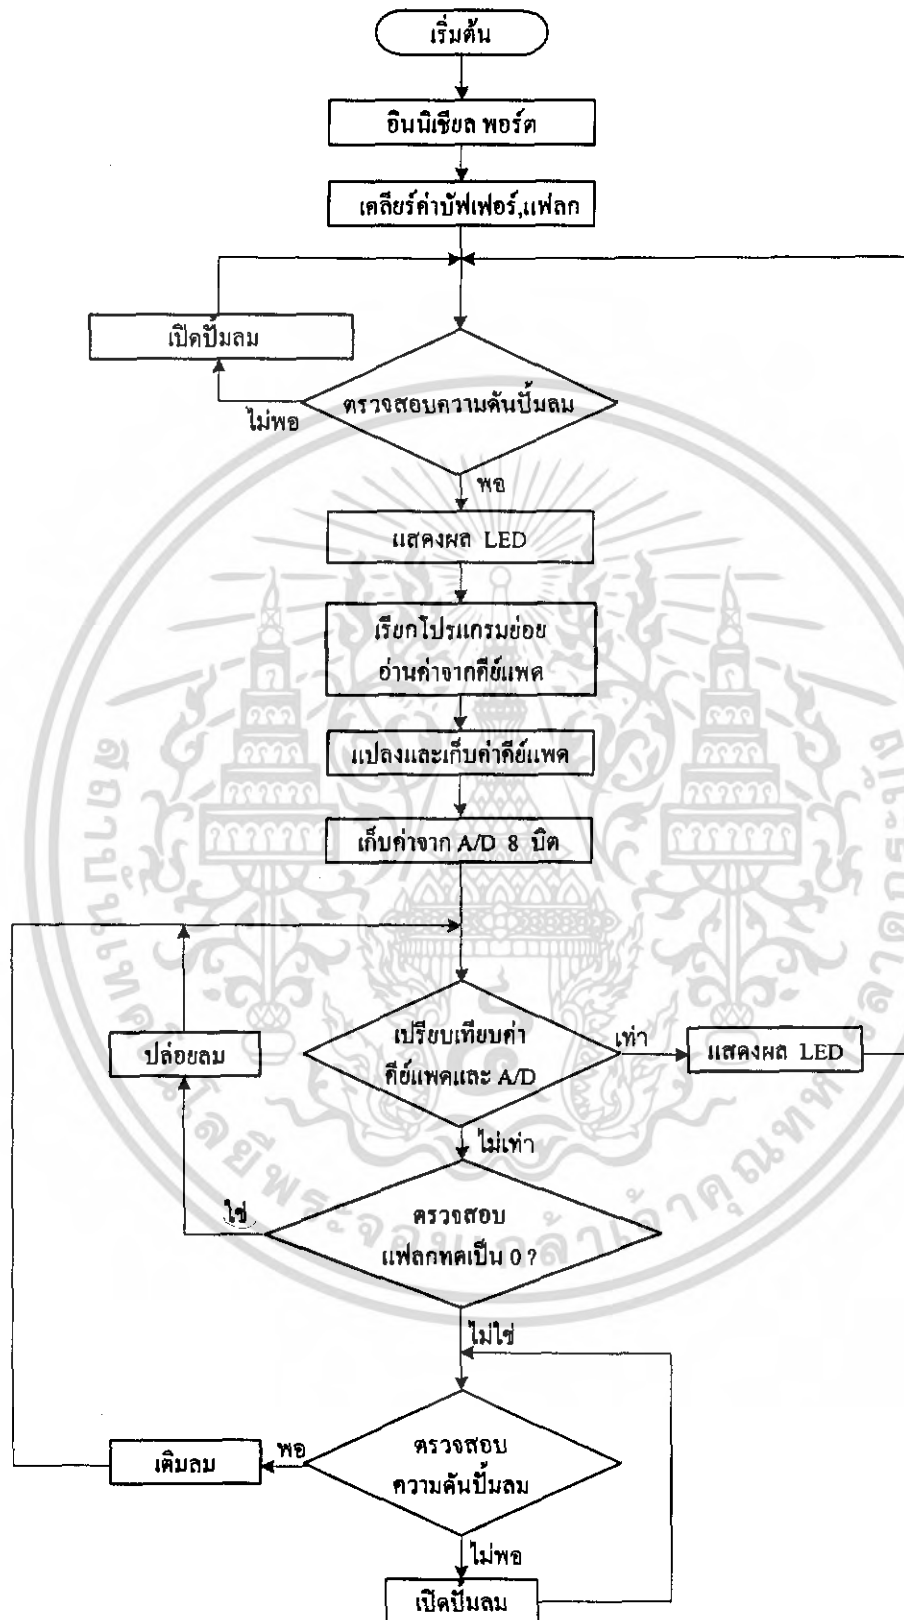 เริ่มต้น
อินนิเชียล พอร์ต
เคลียร์ค่าบัฟเฟอร์,แฟลก
เปิดปั้มลม
ตรวจสอบความดันปั้มลม
ไม่พอ
พอ
แสดงผล LED
เรียกโปรแกรมย่อย
อ่านค่าจากคีย์แพด
แปลงและเก็บค่าคีย์แพด
เก็บค่าจาก A/D 8 บิต
เปรียบเทียบค่า
คีย์แพดและ A/D
เท่า
แสดงผล LED
ปล่อยลม
ไม่เท่า
ใช่
ตรวจสอบ
แฟลกทดเป็น 0 ?
ไม่ใช่
ตรวจสอบ
ความดันปั้มลม
พอ
เติมลม
ไม่พอ
เปิดปั้มลม